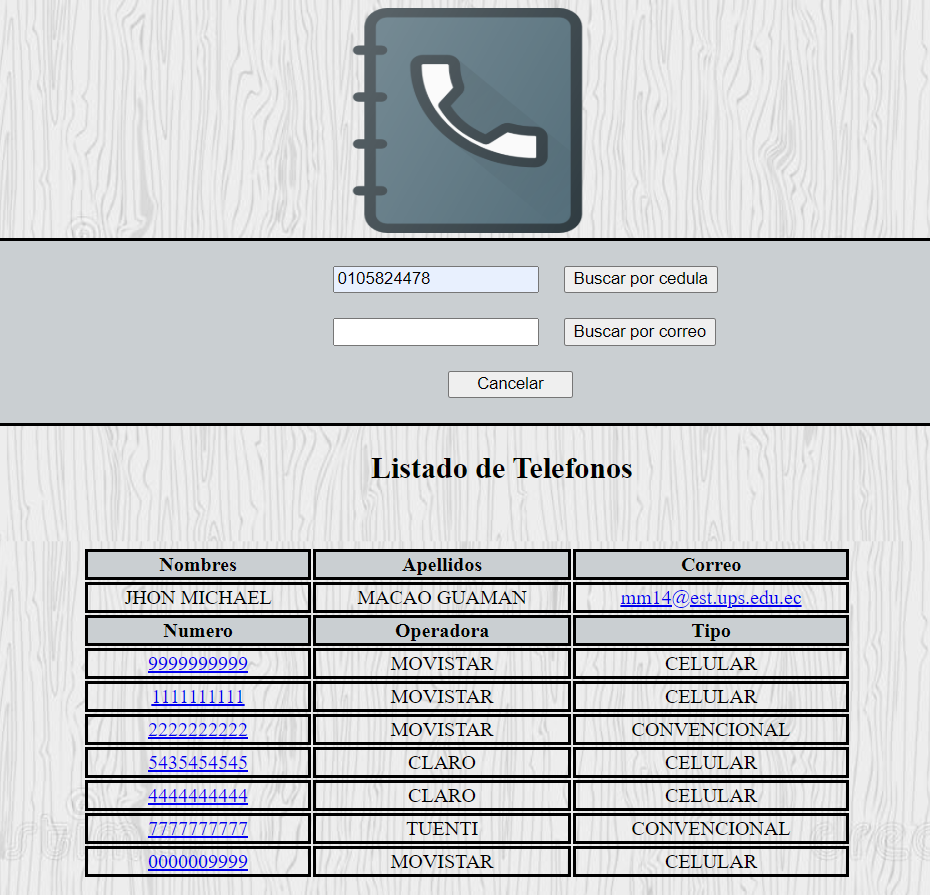 0105824478 Buscar por cedula
Buscar por correo
Cancelar
Listado de Telefonos
Nombres Apellidos Correo
JHON MICHAEL MACAO GUAMAN mm14@est.ups.edu.ec
Numero Operadora Tipo
9999999999 MOVISTAR CELULAR
1111111111 MOVISTAR CELULAR
2222222222 MOVISTAR CONVENCIONAL
5435454545 CLARO CELULAR
4444444444 CLARO CELULAR
7777777777 TUENTI CONVENCIONAL
0000009999 MOVISTAR CELULAR